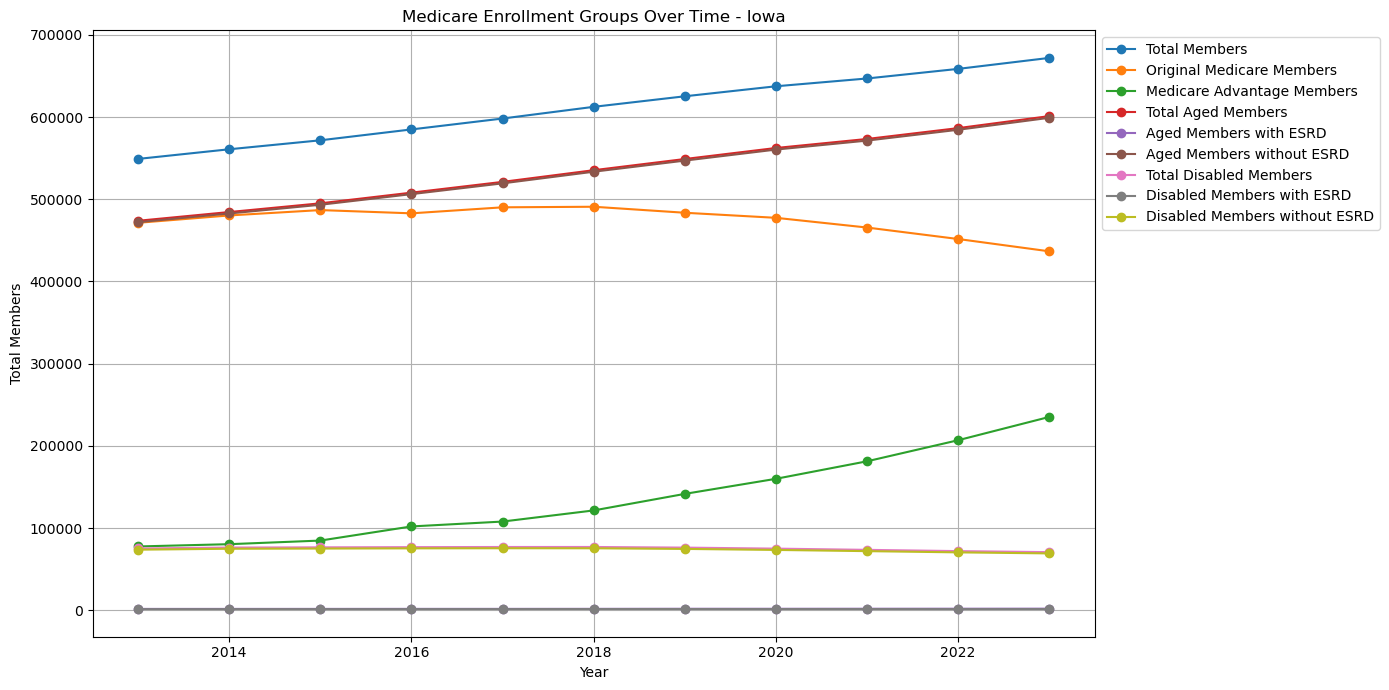 Medicare Enrollment Groups Over Time - Iowa
Total Members
700000
600000
500000
400000
300000
200000
100000
0
2014
2016
2018
2020
2022
Year
Total Members
Original Medicare Members
Medicare Advantage Members
Total Aged Members
Aged Members with ESRD
Aged Members without ESRD
Total Disabled Members
Disabled Members with ESRD
Disabled Members without ESRD